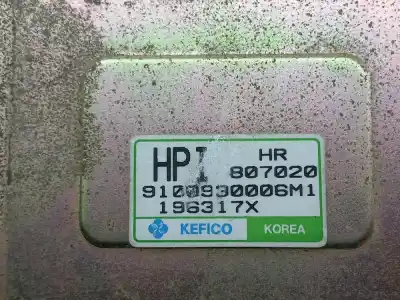 HPI HR
807020
9100930006M1
196317X
KEFICO KOREA